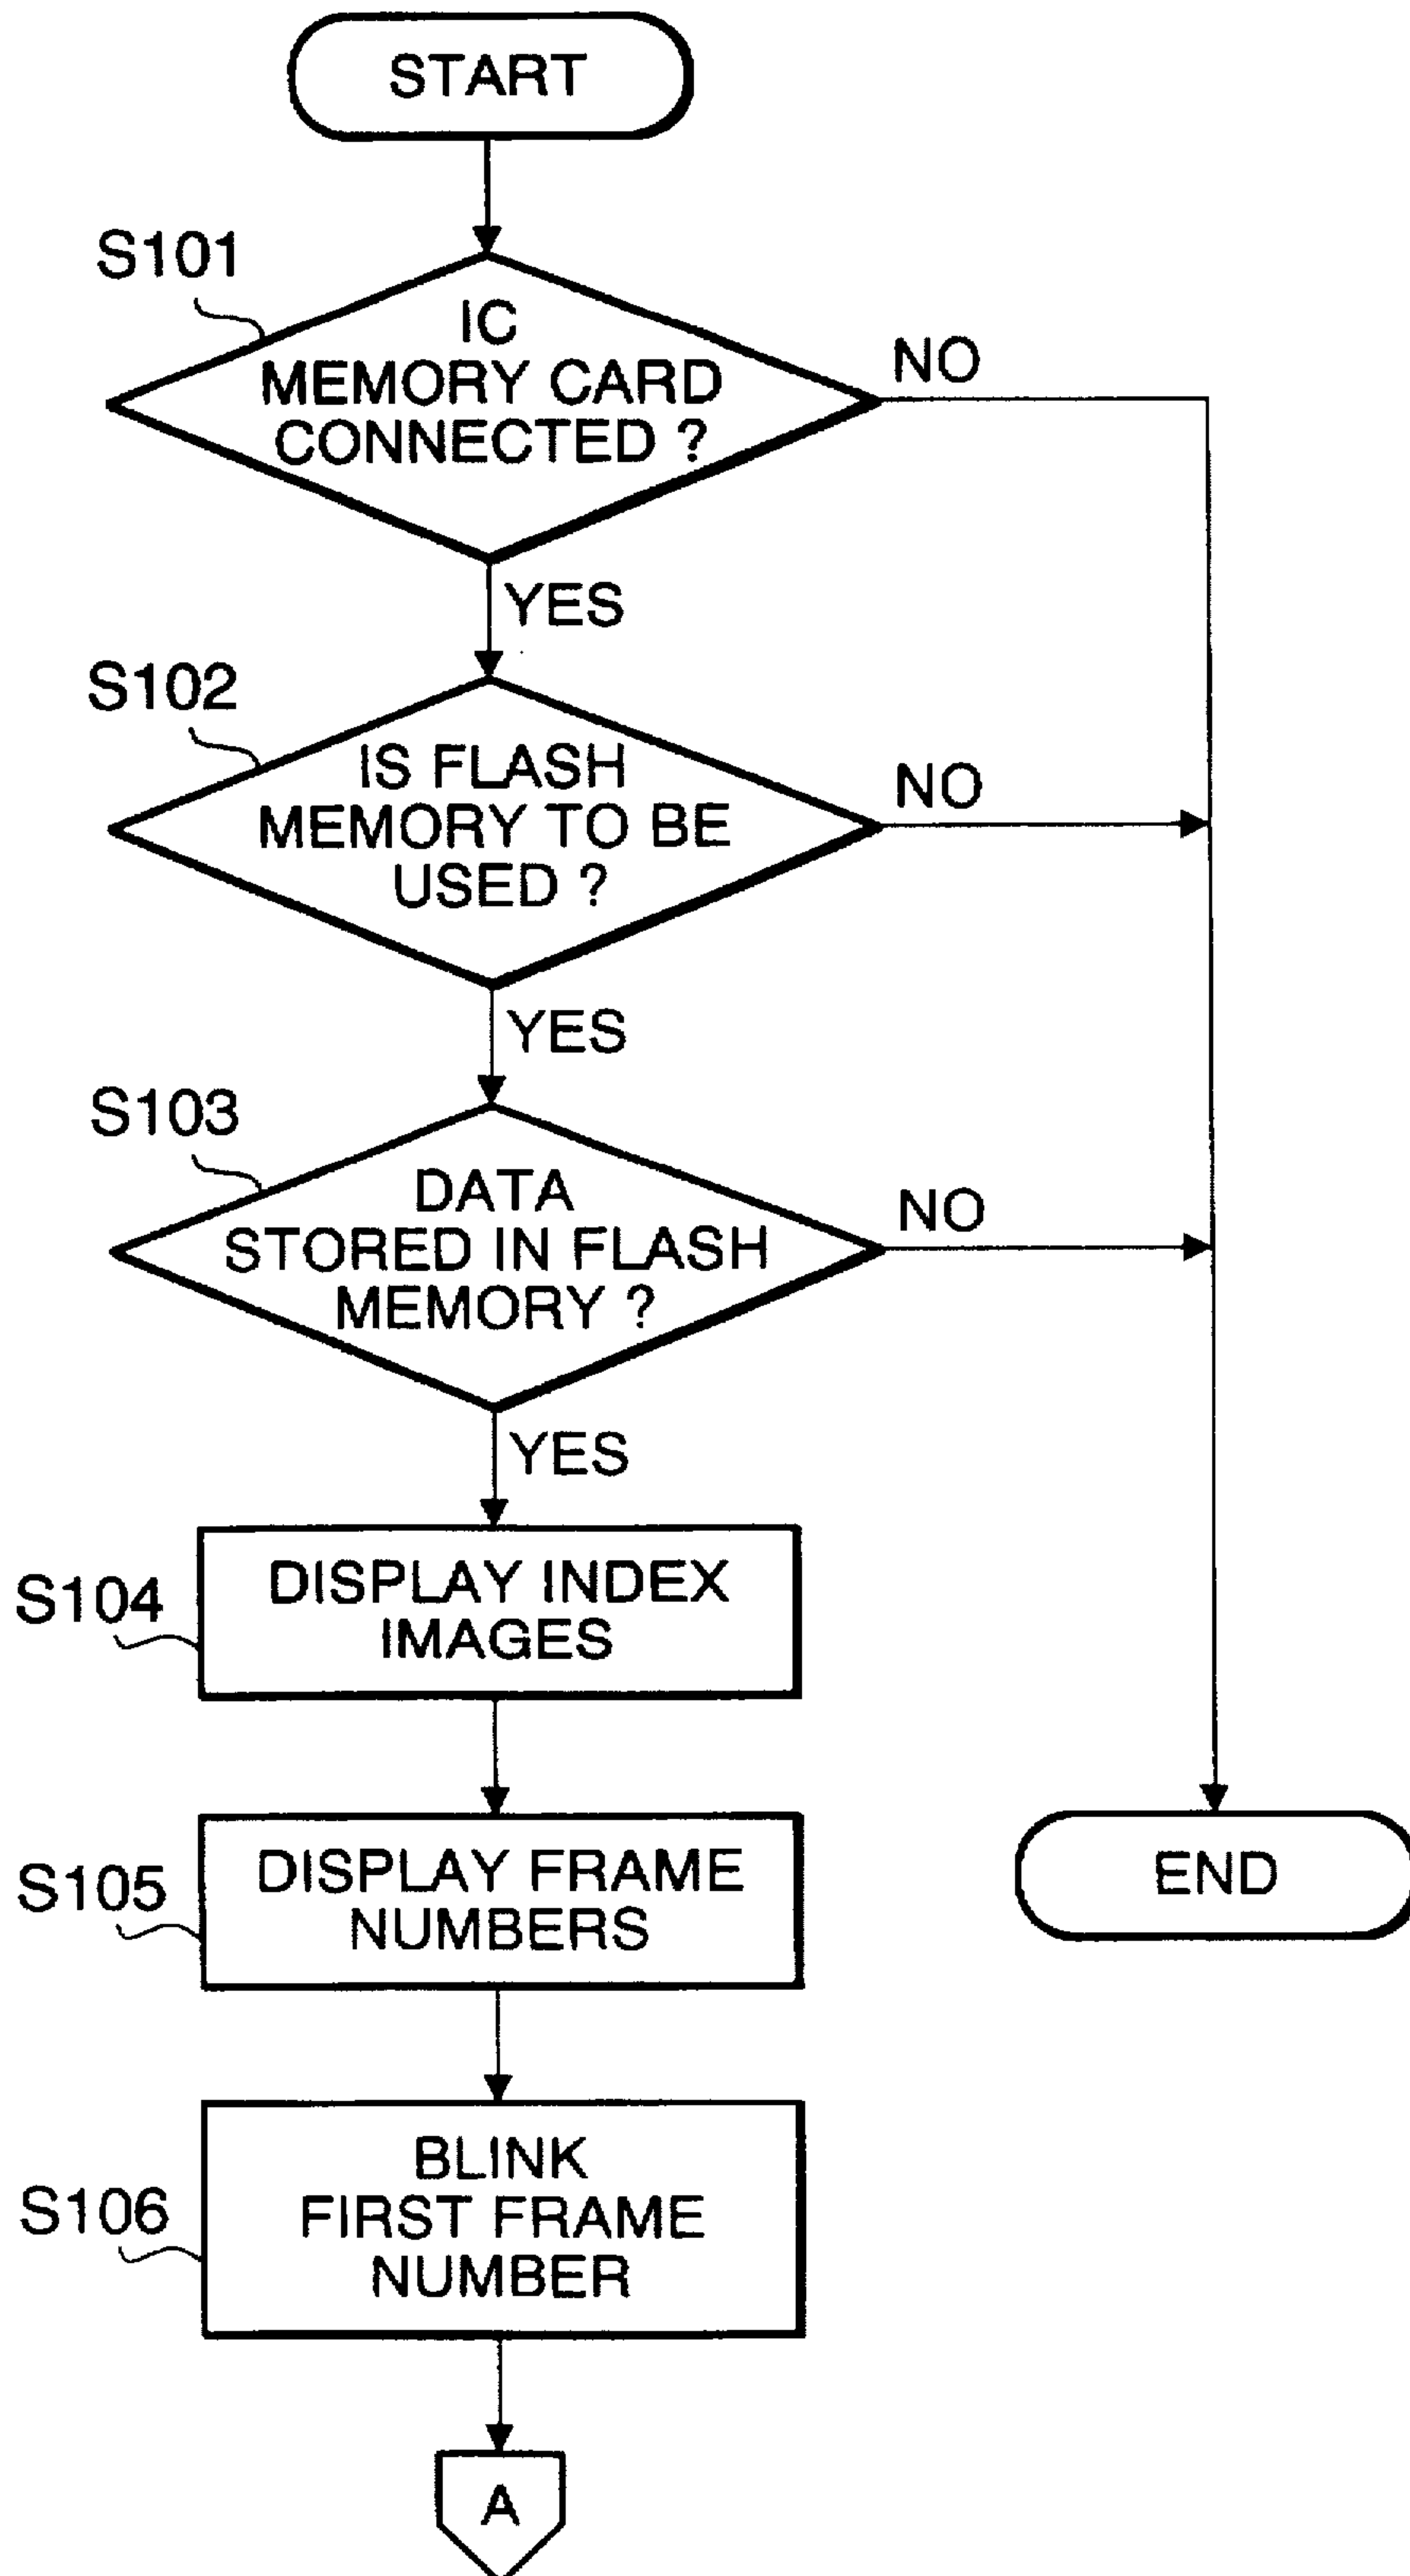 START
S101
IC
MEMORY CARD
CONNECTED ?
NO
YES
S102
IS FLASH
MEMORY TO BE
USED ?
NO
YES
S103
DATA
STORED IN FLASH
MEMORY ?
NO
YES
S104
DISPLAY INDEX
IMAGES
S105
DISPLAY FRAME
NUMBERS
END
S106
BLINK
FIRST FRAME
NUMBER
A